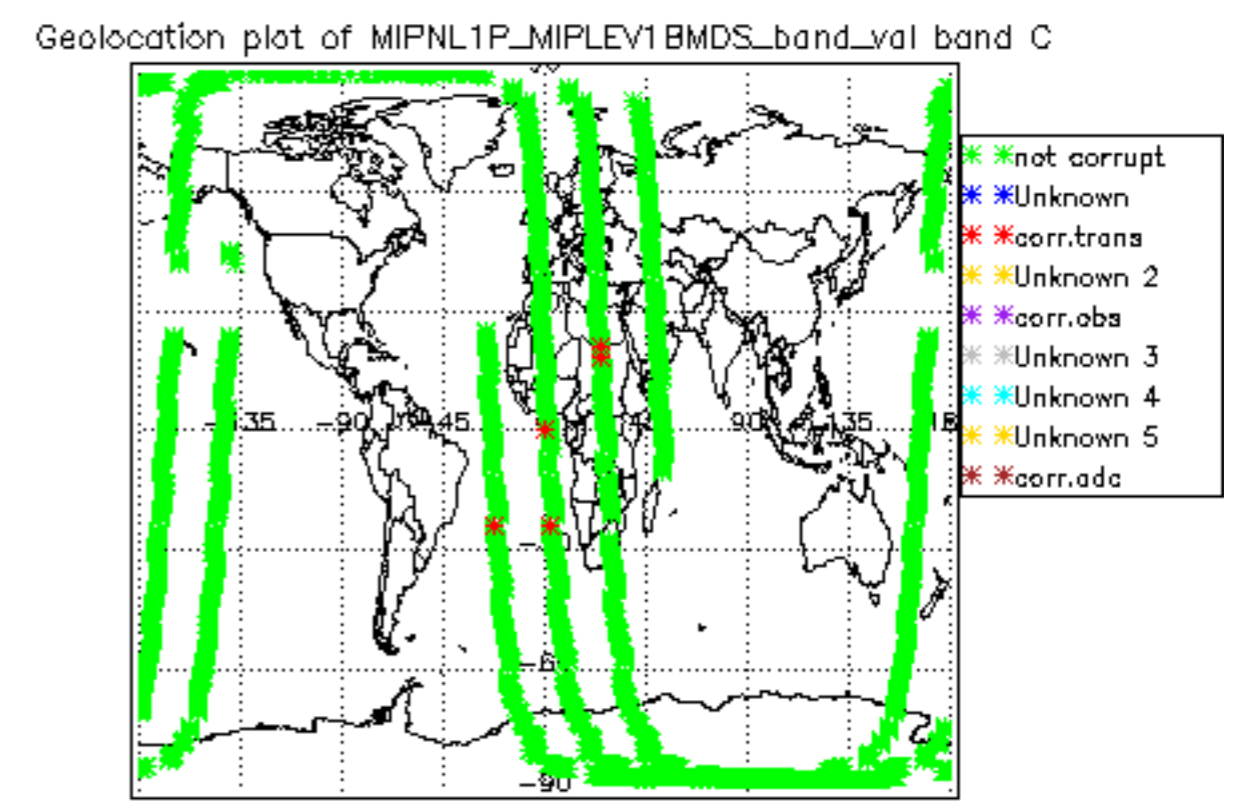 Geolocation plot of MIPNL1P_MIPLEV1BMDS_band_val band C
not corrupt
Unknown
corr.trans
Unknown 2
corr.obs
Unknown 3
Unknown 4
Unknown 5
corr.adc
-135 -90 -45 90 135
-90